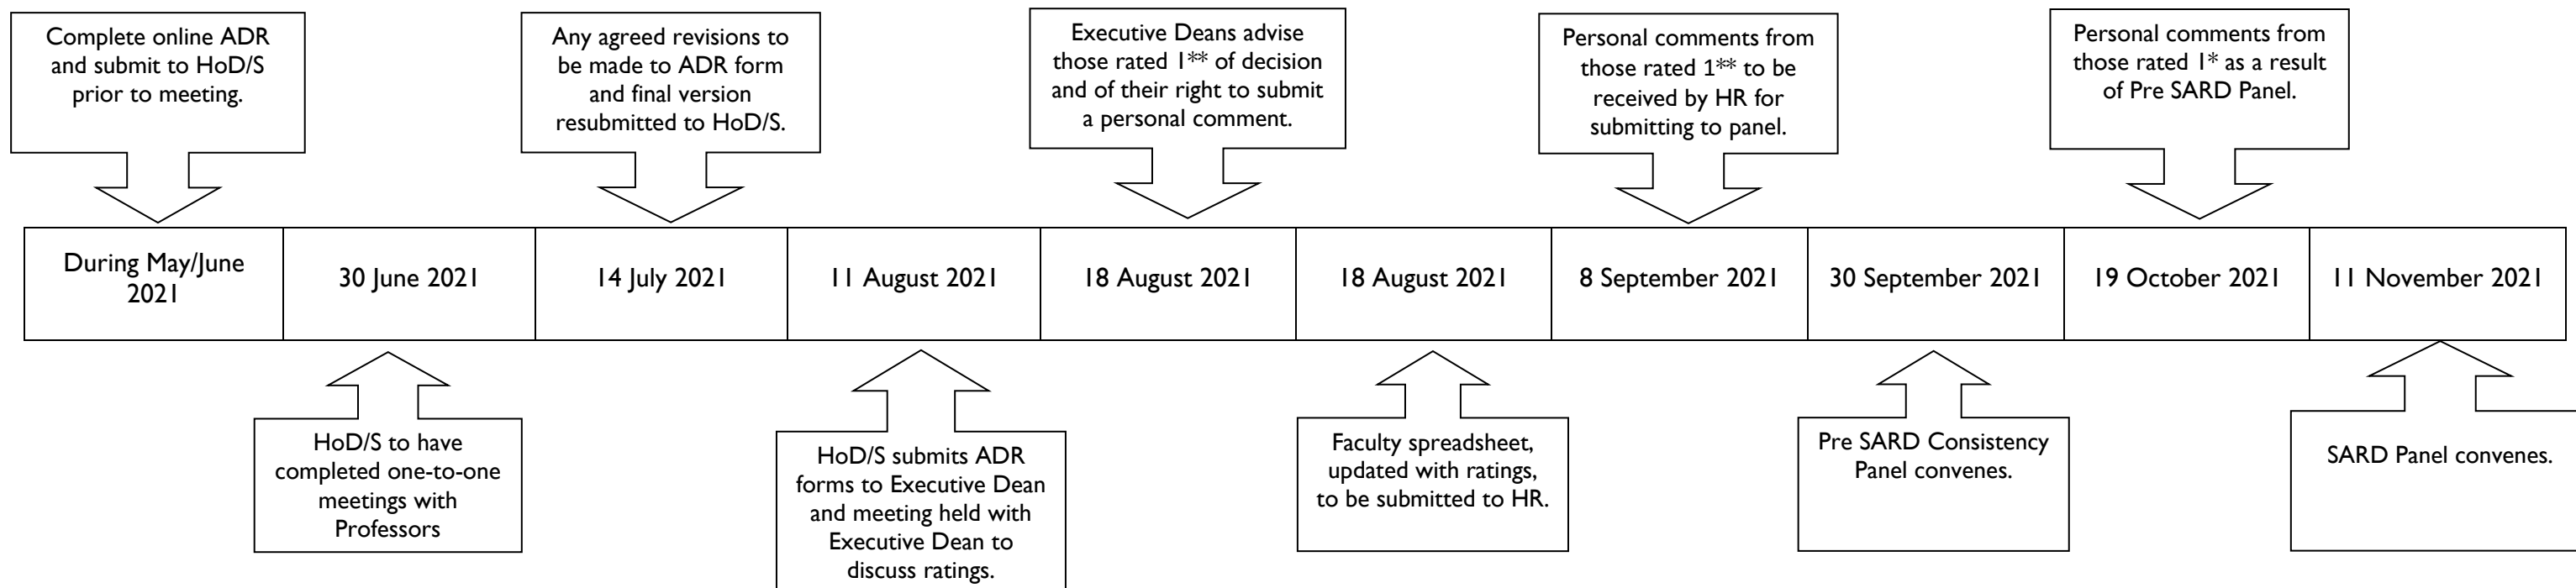 Complete online ADR
and submit to HoD/S
prior to meeting.
Any agreed revisions to
be made to ADR form
and final version
resubmitted to HoD/S.
Executive Deans advise
those rated 1** of decision
and of their right to submit
a personal comment.
Personal comments from
those rated 1** to be
received by HR for
submitting to panel.
Personal comments from
those rated 1* as a result
of Pre SARD Panel.
During May/June
2021
30 June 2021
14 July 2021
11 August 2021
18 August 2021
18 August 2021
8 September 2021
30 September 2021
19 October 2021
11 November 2021
HoD/S to have
completed one-to-one
meetings with
Professors
HoD/S submits ADR
forms to Executive Dean
and meeting held with
Executive Dean to
discuss ratings.
Faculty spreadsheet,
updated with ratings,
to be submitted to HR.
Pre SARD Consistency
Panel convenes.
SARD Panel convenes.